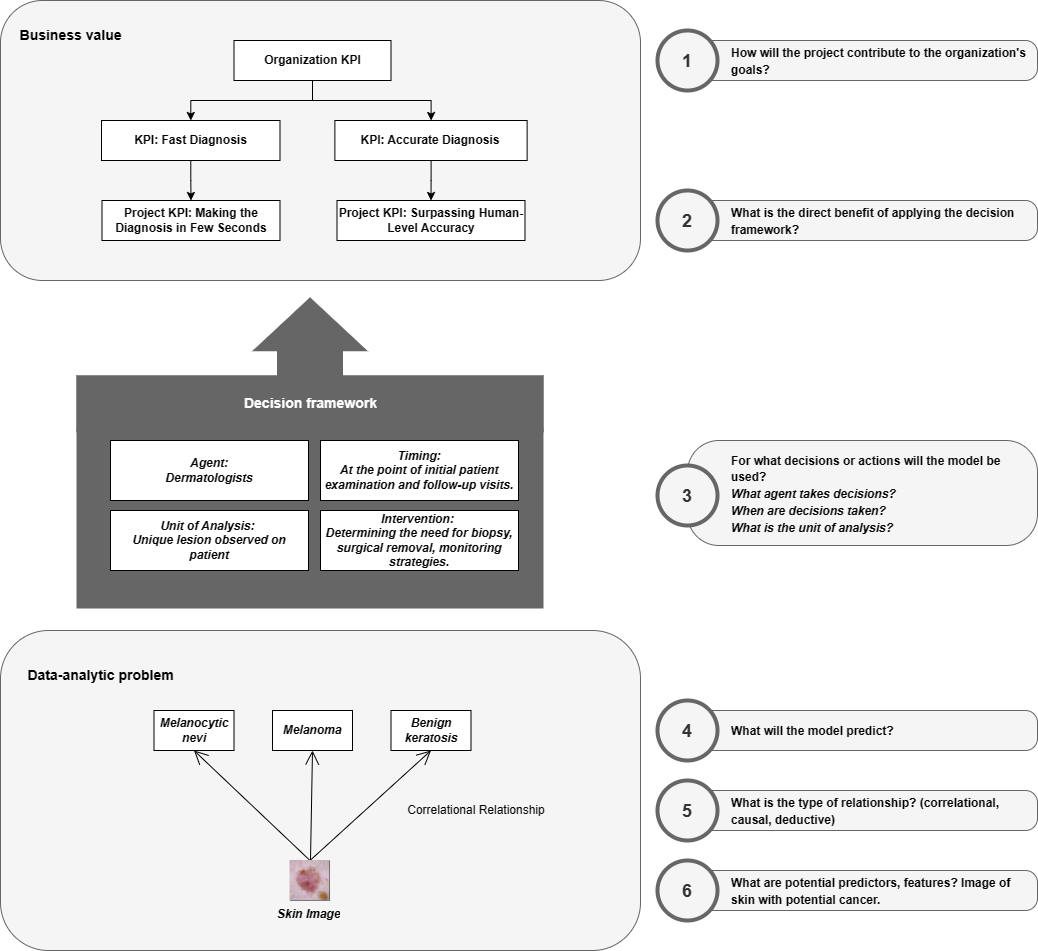 Business value
Organization KPI
KPI: Fast Diagnosis
KPI: Accurate Diagnosis
Project KPI: Making the
Diagnosis in Few Seconds
Project KPI: Surpassing Human-
Level Accuracy
1
How will the project contribute to the organization's
goals?
2
What is the direct benefit of applying the decision
framework?
Decision framework
Agent:
Dermatologists
Timing:
At the point of initial patient
examination and follow-up visits.
Unit of Analysis:
Unique lesion observed on
patient
Intervention:
Determining the need for biopsy,
surgical removal, monitoring
strategies.
3
For what decisions or actions will the model be
used?
What agent takes decisions?
When are decisions taken?
What is the unit of analysis?
Data-analytic problem
Melanocytic
nevi
Melanoma
Benign
keratosis
Correlational Relationship
Skin Image
4
What will the model predict?
5
What is the type of relationship? (correlational,
causal, deductive)
6
What are potential predictors, features? Image of
skin with potential cancer.